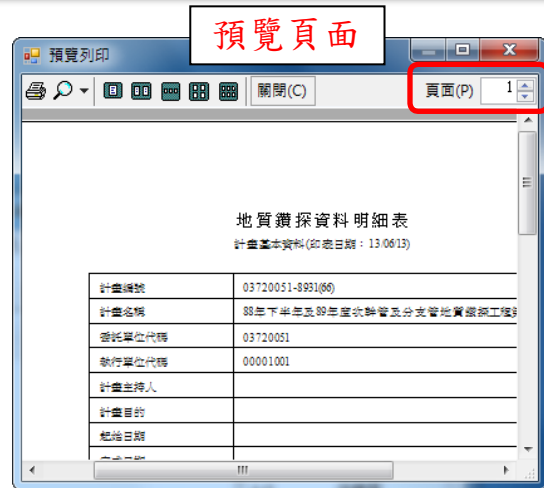 預覽頁面
預覽列印
關閉(C)
頁面(P) 1
地質鑽探資料明細表
計畫基本資料(印表日期：13/06/13)
計畫編號 03720051-8931(66)
計畫名稱 88年下半年及89年度次幹管及分支管地質鑽探工程
委託單位代碼 03720051
執行單位代碼 00001001
計畫主持人
計畫目的
起始日期